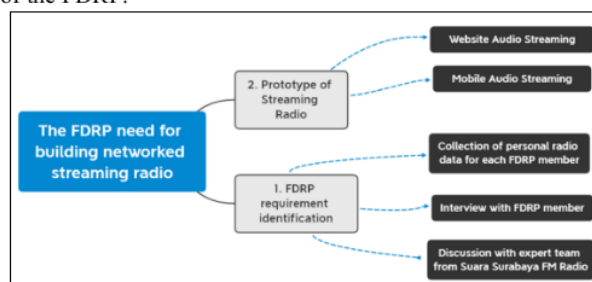 of the FDRP.
The FDRP need for
building networked
streaming radio
2. Prototype of
Streaming
Radio
Website Audio Streaming
Mobile Audio Streaming
1. FDRP
requirement
identification
Collection of personal radio
data for each FDRP member
Interview with FDRP member
Discussion with expert team
from Suara Surabaya FM Radio